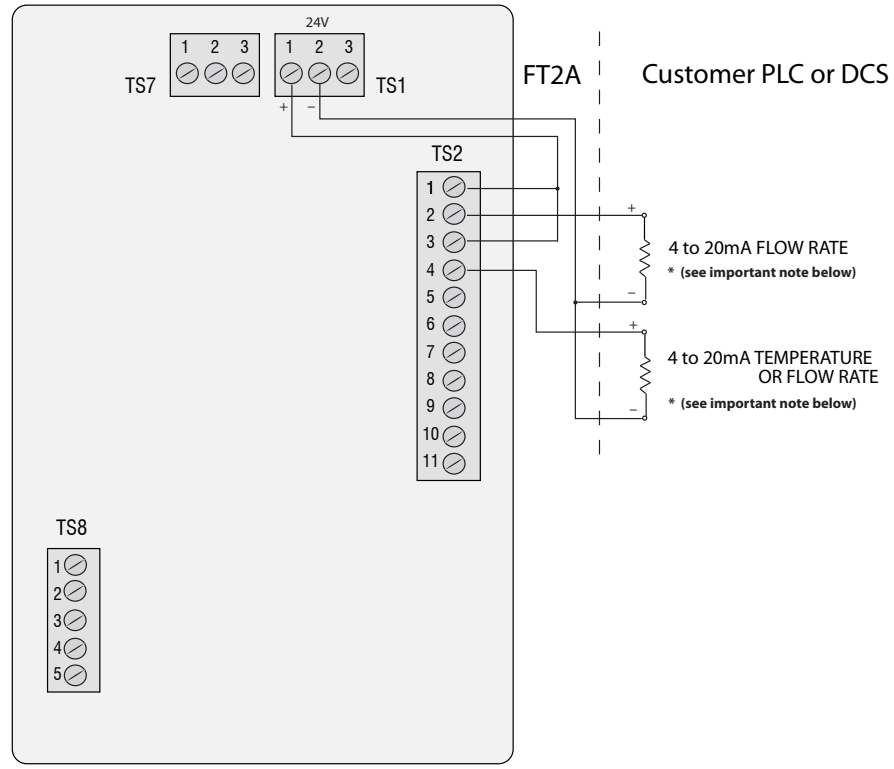 24V
1 2 3
1 2 3
TS7
TS1
+ −
FT2A
Customer PLC or DCS
TS2
1
2
3
4
5
6
7
8
9
10
11
+
4 to 20mA FLOW RATE
* (see important note below)
−
+
4 to 20mA TEMPERATURE
OR FLOW RATE
* (see important note below)
−
TS8
1
2
3
4
5